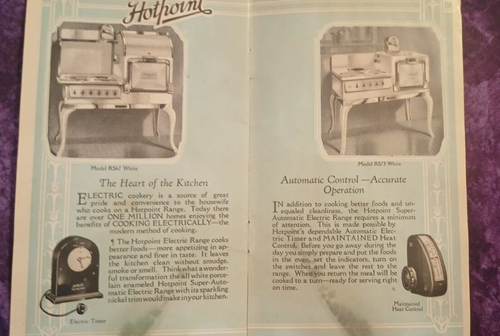 Hotpoint
Model RS67 White
The Heart of the Kitchen
ELECTRIC cookery is a source of great
pride and convenience to the housewife
who cooks on a Hotpoint Range. Today there
are over ONE MILLION homes enjoying the
benefits of COOKING ELECTRICALLY—the
modern method of cooking.
¶ The Hotpoint Electric Range cooks
better foods—more appetizing in ap-
pearance and finer in taste. It leaves
the kitchen clean without smudge,
smoke or smell. Think what a wonder-
ful transformation the all white porce-
lain enameled Hotpoint Super-Auto-
matic Electric Range with its sparkling
nickel trim would make in your kitchen.
Electric Timer
Model RS73 White
Automatic Control—Accurate
Operation
IN addition to cooking better foods and un-
equaled cleanliness, the Hotpoint Super-
Automatic Electric Range requires a minimum
of attention. This is made possible by
Hotpoint's dependable Automatic Elec-
tric Timer and MAINTAINED Heat
Control. Before you go away during the
day you simply prepare and put the foods
in the oven, set the indicators, turn on
the switches and leave the rest to the
range. When you return the meal will be
cooked to a turn—ready for serving right
on time.
Maintained
Heat Control